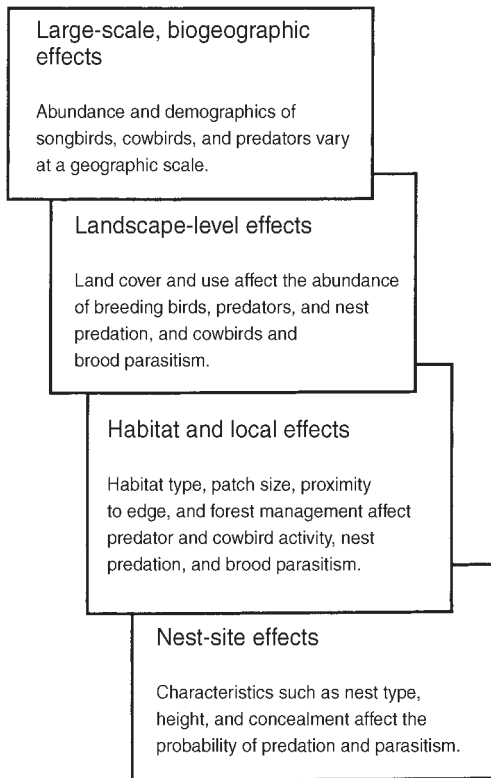 Large-scale, biogeographic
effects
Abundance and demographics of
songbirds, cowbirds, and predators vary
at a geographic scale.
Landscape-level effects
Land cover and use affect the abundance
of breeding birds, predators, and nest
predation, and cowbirds and
brood parasitism.
Habitat and local effects
Habitat type, patch size, proximity
to edge, and forest management affect
predator and cowbird activity, nest
predation, and brood parasitism.
Nest-site effects
Characteristics such as nest type,
height, and concealment affect the
probability of predation and parasitism.